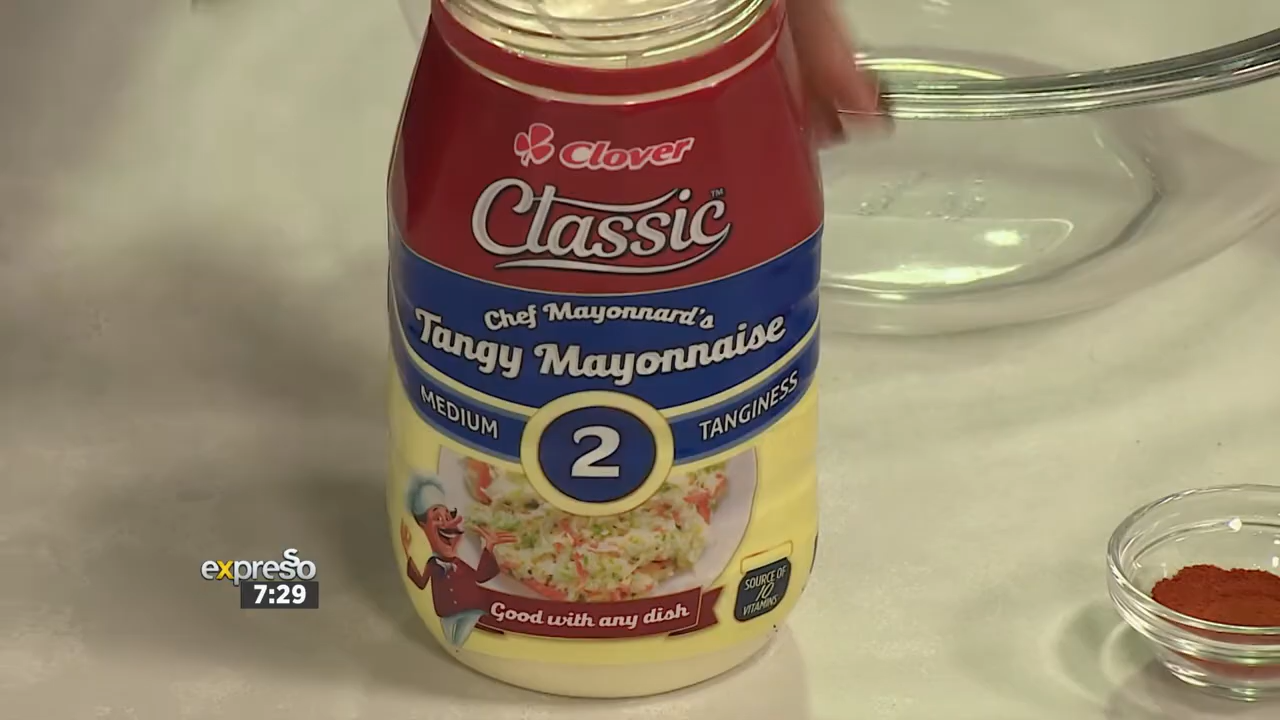 Clover
Classic™
Chef Mayonnard's
Tangy Mayonnaise
MEDIUM
2
TANGINESS
Good with any dish
SOURCE OF
10
VITAMINS
expresso
7:29